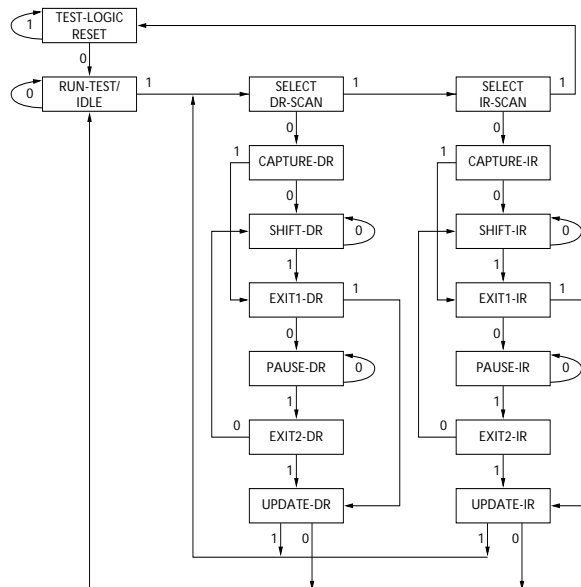 TEST-LOGIC
RESET
1
0
RUN-TEST/
IDLE
0
1
SELECT
DR-SCAN
1
SELECT
IR-SCAN
1
0
0
1
CAPTURE-DR
1
CAPTURE-IR
0
0
SHIFT-DR
0
SHIFT-IR
0
1
1
EXIT1-DR
1
EXIT1-IR
1
0
0
PAUSE-DR
0
PAUSE-IR
0
1
1
0
EXIT2-DR
0
EXIT2-IR
1
1
UPDATE-DR
UPDATE-IR
1
0
1
0